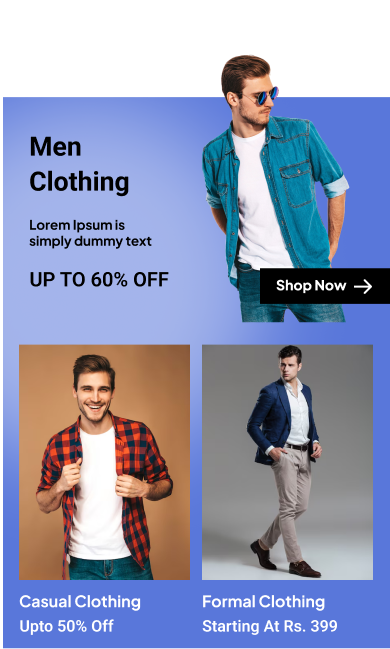 Men
Clothing
Lorem Ipsum is
simply dummy text
UP TO 60% OFF
Shop Now
Casual Clothing
Upto 50% Off
Formal Clothing
Starting At Rs. 399